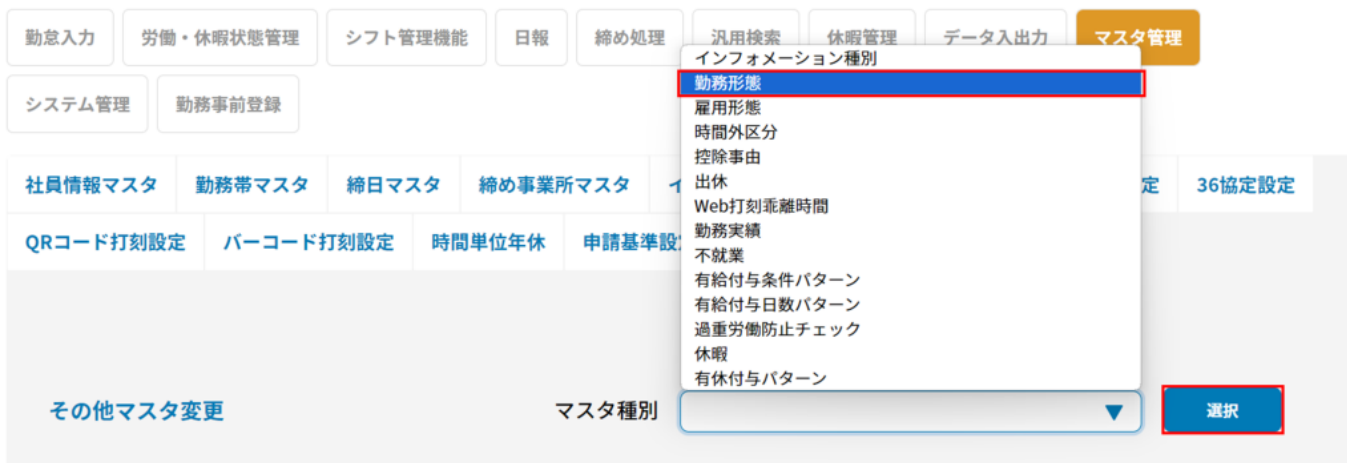 勤怠入力 労働・休暇状態管理 シフト管理機能 日報 締め処理 汎用検索 休暇管理 データ入出力 マスタ管理
システム管理 勤務事前登録
社員情報マスタ 勤務帯マスタ 締日マスタ 締め事業所マスタ 定 36協定設定
QRコード打刻設定 バーコード打刻設定 時間単位年休 申請基準設
インフォメーション種別
勤務形態
雇用形態
時間外区分
控除事由
出休
Web打刻乖離時間
勤務実績
不就業
有給付与条件パターン
有給付与日数パターン
過重労働防止チェック
休暇
有休付与パターン
その他マスタ変更 マスタ種別 ▼ 選択